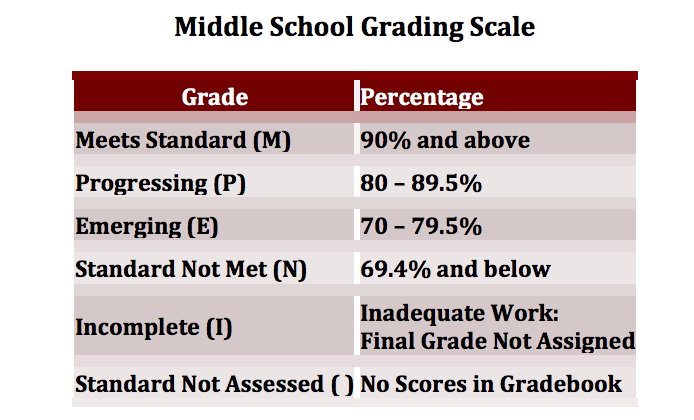 Middle School Grading Scale
Grade Percentage
Meets Standard (M) 90% and above
Progressing (P) 80 – 89.5%
Emerging (E) 70 – 79.5%
Standard Not Met (N) 69.4% and below
Incomplete (I) Inadequate Work:
Final Grade Not Assigned
Standard Not Assessed ( ) No Scores in Gradebook